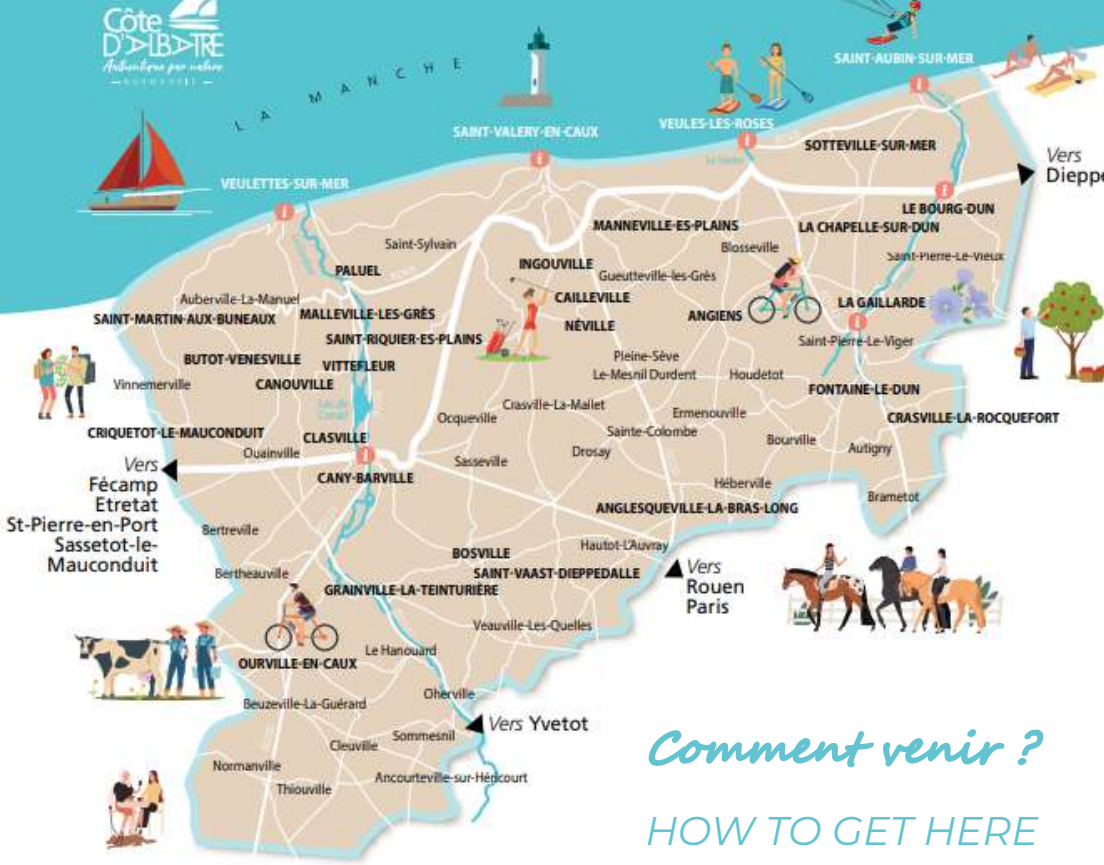 Côte
D'ALBATRE
Authentique par nature
NORMANDIE
LA MANCHE
SAINT-AUBIN-SUR-MER
VEULES-LES-ROSES
SAINT-VALERY-EN-CAUX
SOTTEVILLE-SUR-MER
Vers
Dieppe
VEULETTES-SUR-MER
LE BOURG-DUN
MANNEVILLE-ES-PLAINS
LA CHAPELLE-SUR-DUN
Saint-Sylvain
Blosseville
Saint-Pierre-Le-Vieux
PALUEL
INGOUVILLE
Gueutteville-les-Grès
Auberville-La-Manuel
CAILLEVILLE
LA GAILLARDE
SAINT-MARTIN-AUX-BUNEAUX
MALLEVILLE-LES-GRÈS
ANGIENS
NÉVILLE
SAINT-RIQUIER-ES-PLAINS
Saint-Pierre-Le-Viger
BUTOT-VENESVILLE
VITTEFLEUR
Pleine-Sève
Vinnemerville
CANOUVILLE
Le-Mesnil Durdent
Houdetot
FONTAINE-LE-DUN
Lac de
Caniel
Crasville-La-Mallet
Ocqueville
Ermenouville
CRASVILLE-LA-ROCQUEFORT
CRIQUETOT-LE-MAUCONDUIT
CLASVILLE
Sainte-Colombe
Bourville
Autigny
Ouainville
Sasseville
Drosay
Vers
Fécamp
Etretat
St-Pierre-en-Port
Sassetot-le-
Mauconduit
CANY-BARVILLE
Héberville
Brametot
ANGLESQUEVILLE-LA-BRAS-LONG
Bertreville
Hautot-L'Auvray
BOSVILLE
Bertheauville
SAINT-VAAST-DIEPPEDALLE
Vers
Rouen
Paris
GRAINVILLE-LA-TEINTURIÈRE
Veauville-Les-Quelles
Le Hanouard
OURVILLE-EN-CAUX
Oherville
Beuzeville-La-Guérard
Vers Yvetot
Sommesnil
Cleuville
Normanville
Ancourteville-sur-Héricourt
Thiouville
Comment venir ?
HOW TO GET HERE